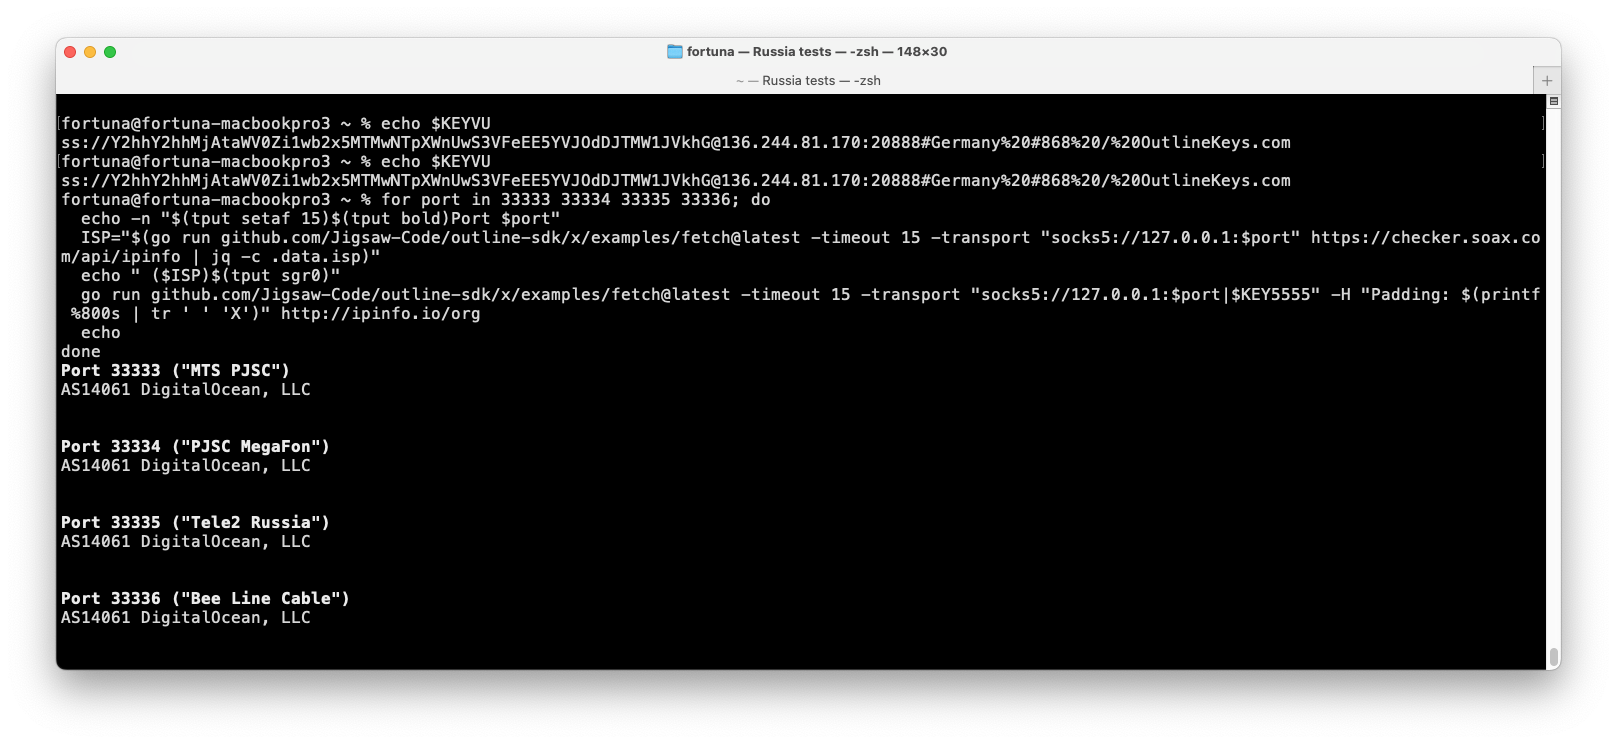 fortuna — Russia tests — -zsh — 148×30
~ — Russia tests — -zsh
fortuna@fortuna-macbookpro3 ~ % echo $KEYVU
ss://Y2hhY2hhMjAtaWV0Zi1wb2x5MTMwNTpXWnUwS3VFeEE5YVJOdDJTMW1JVkhG@136.244.81.170:20888#Germany%20#868%20/%20OutlineKeys.com
fortuna@fortuna-macbookpro3 ~ % echo $KEYVU
ss://Y2hhY2hhMjAtaWV0Zi1wb2x5MTMwNTpXWnUwS3VFeEE5YVJOdDJTMW1JVkhG@136.244.81.170:20888#Germany%20#868%20/%20OutlineKeys.com
fortuna@fortuna-macbookpro3 ~ % for port in 33333 33334 33335 33336; do
  echo -n "$(tput setaf 15)$(tput bold)Port $port"
  ISP="$(go run github.com/Jigsaw-Code/outline-sdk/x/examples/fetch@latest -timeout 15 -transport "socks5://127.0.0.1:$port" https://checker.soax.co
m/api/ipinfo | jq -c .data.isp)"
  echo " ($ISP)$(tput sgr0)"
  go run github.com/Jigsaw-Code/outline-sdk/x/examples/fetch@latest -timeout 15 -transport "socks5://127.0.0.1:$port|$KEY5555" -H "Padding: $(printf
 %800s | tr ' ' 'X')" http://ipinfo.io/org
  echo
done
Port 33333 ("MTS PJSC")
AS14061 DigitalOcean, LLC
Port 33334 ("PJSC MegaFon")
AS14061 DigitalOcean, LLC
Port 33335 ("Tele2 Russia")
AS14061 DigitalOcean, LLC
Port 33336 ("Bee Line Cable")
AS14061 DigitalOcean, LLC